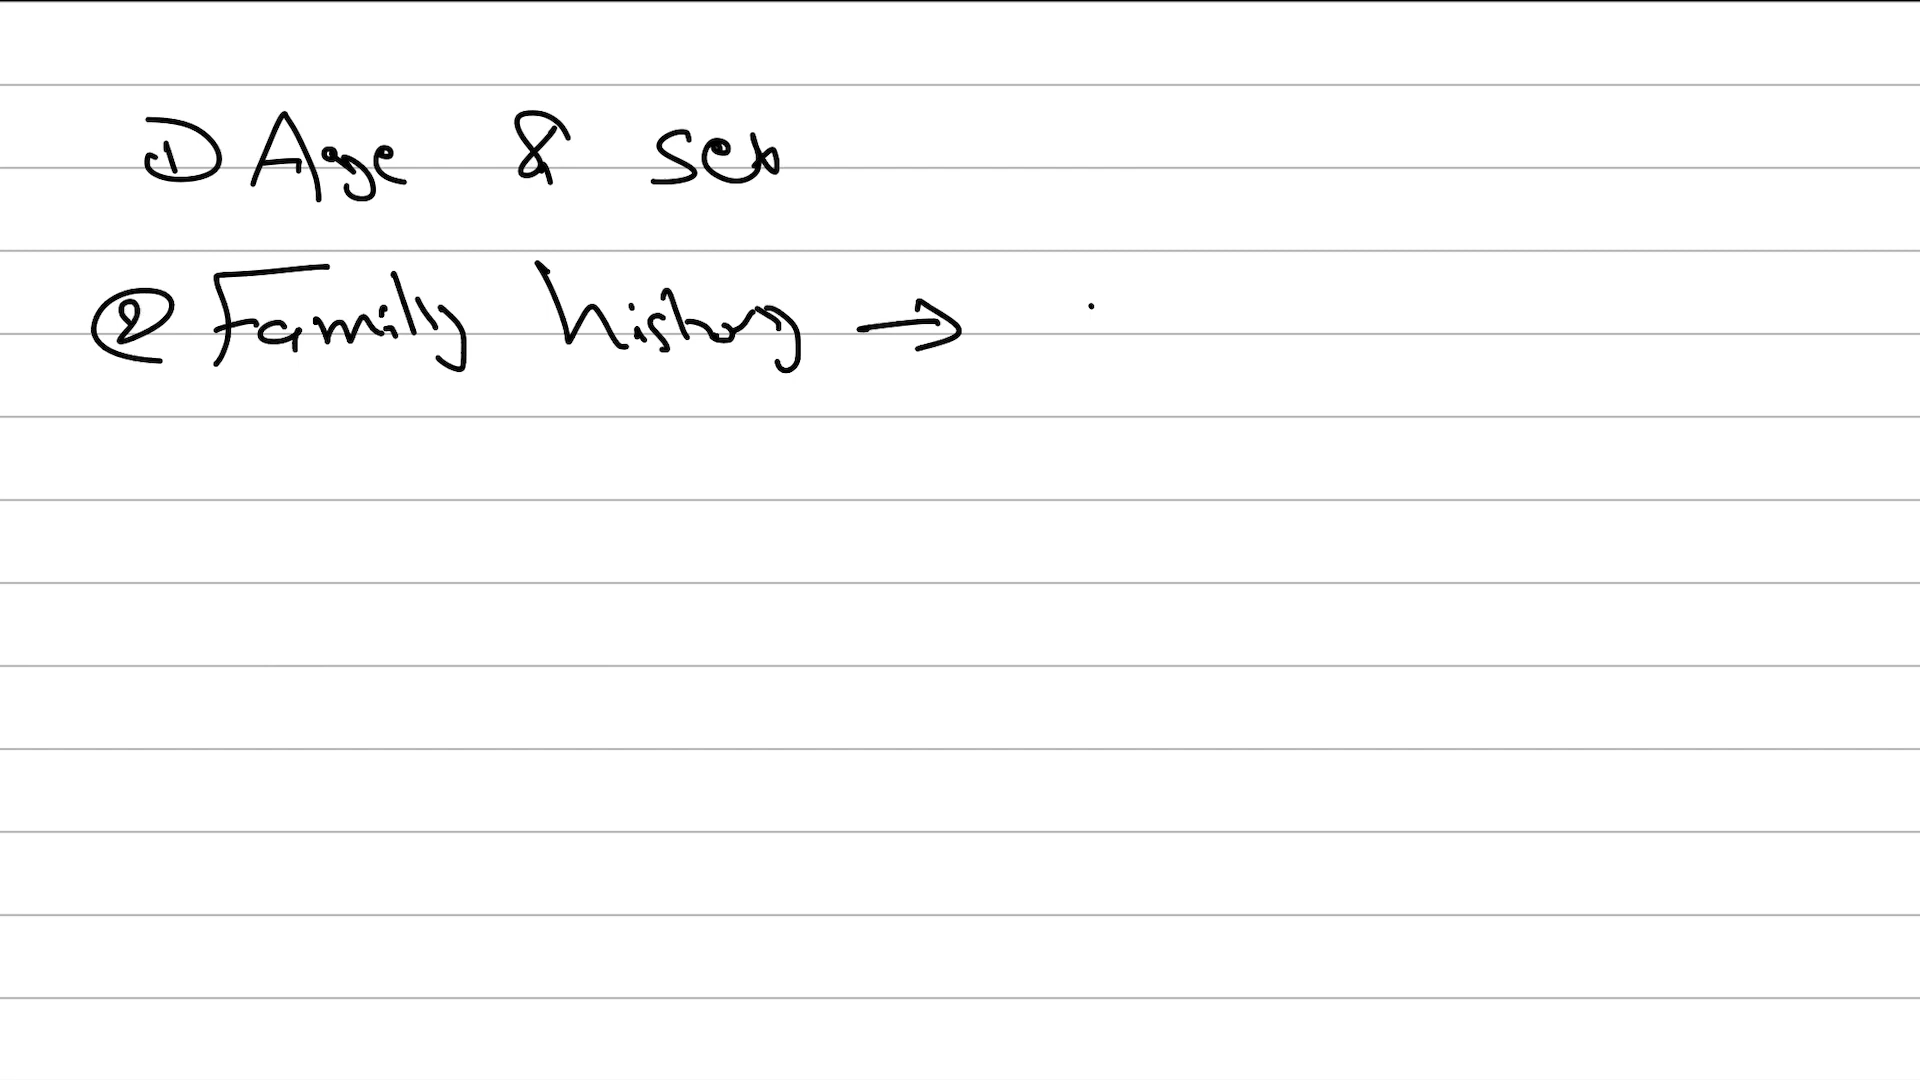 ① Age & sex
② Family history →